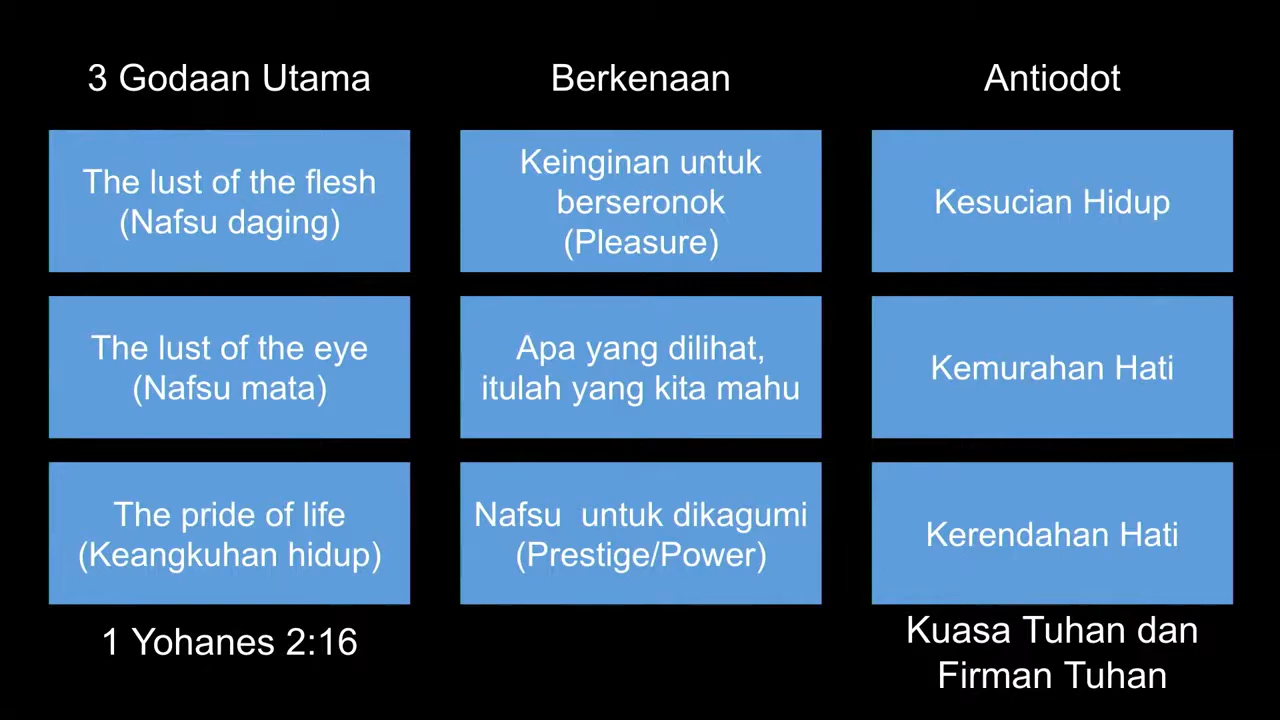 3 Godaan Utama
Berkenaan
Antiodot
The lust of the flesh
(Nafsu daging)
Keinginan untuk
berseronok
(Pleasure)
Kesucian Hidup
The lust of the eye
(Nafsu mata)
Apa yang dilihat,
itulah yang kita mahu
Kemurahan Hati
The pride of life
(Keangkuhan hidup)
Nafsu  untuk dikagumi
(Prestige/Power)
Kerendahan Hati
1 Yohanes 2:16
Kuasa Tuhan dan
Firman Tuhan